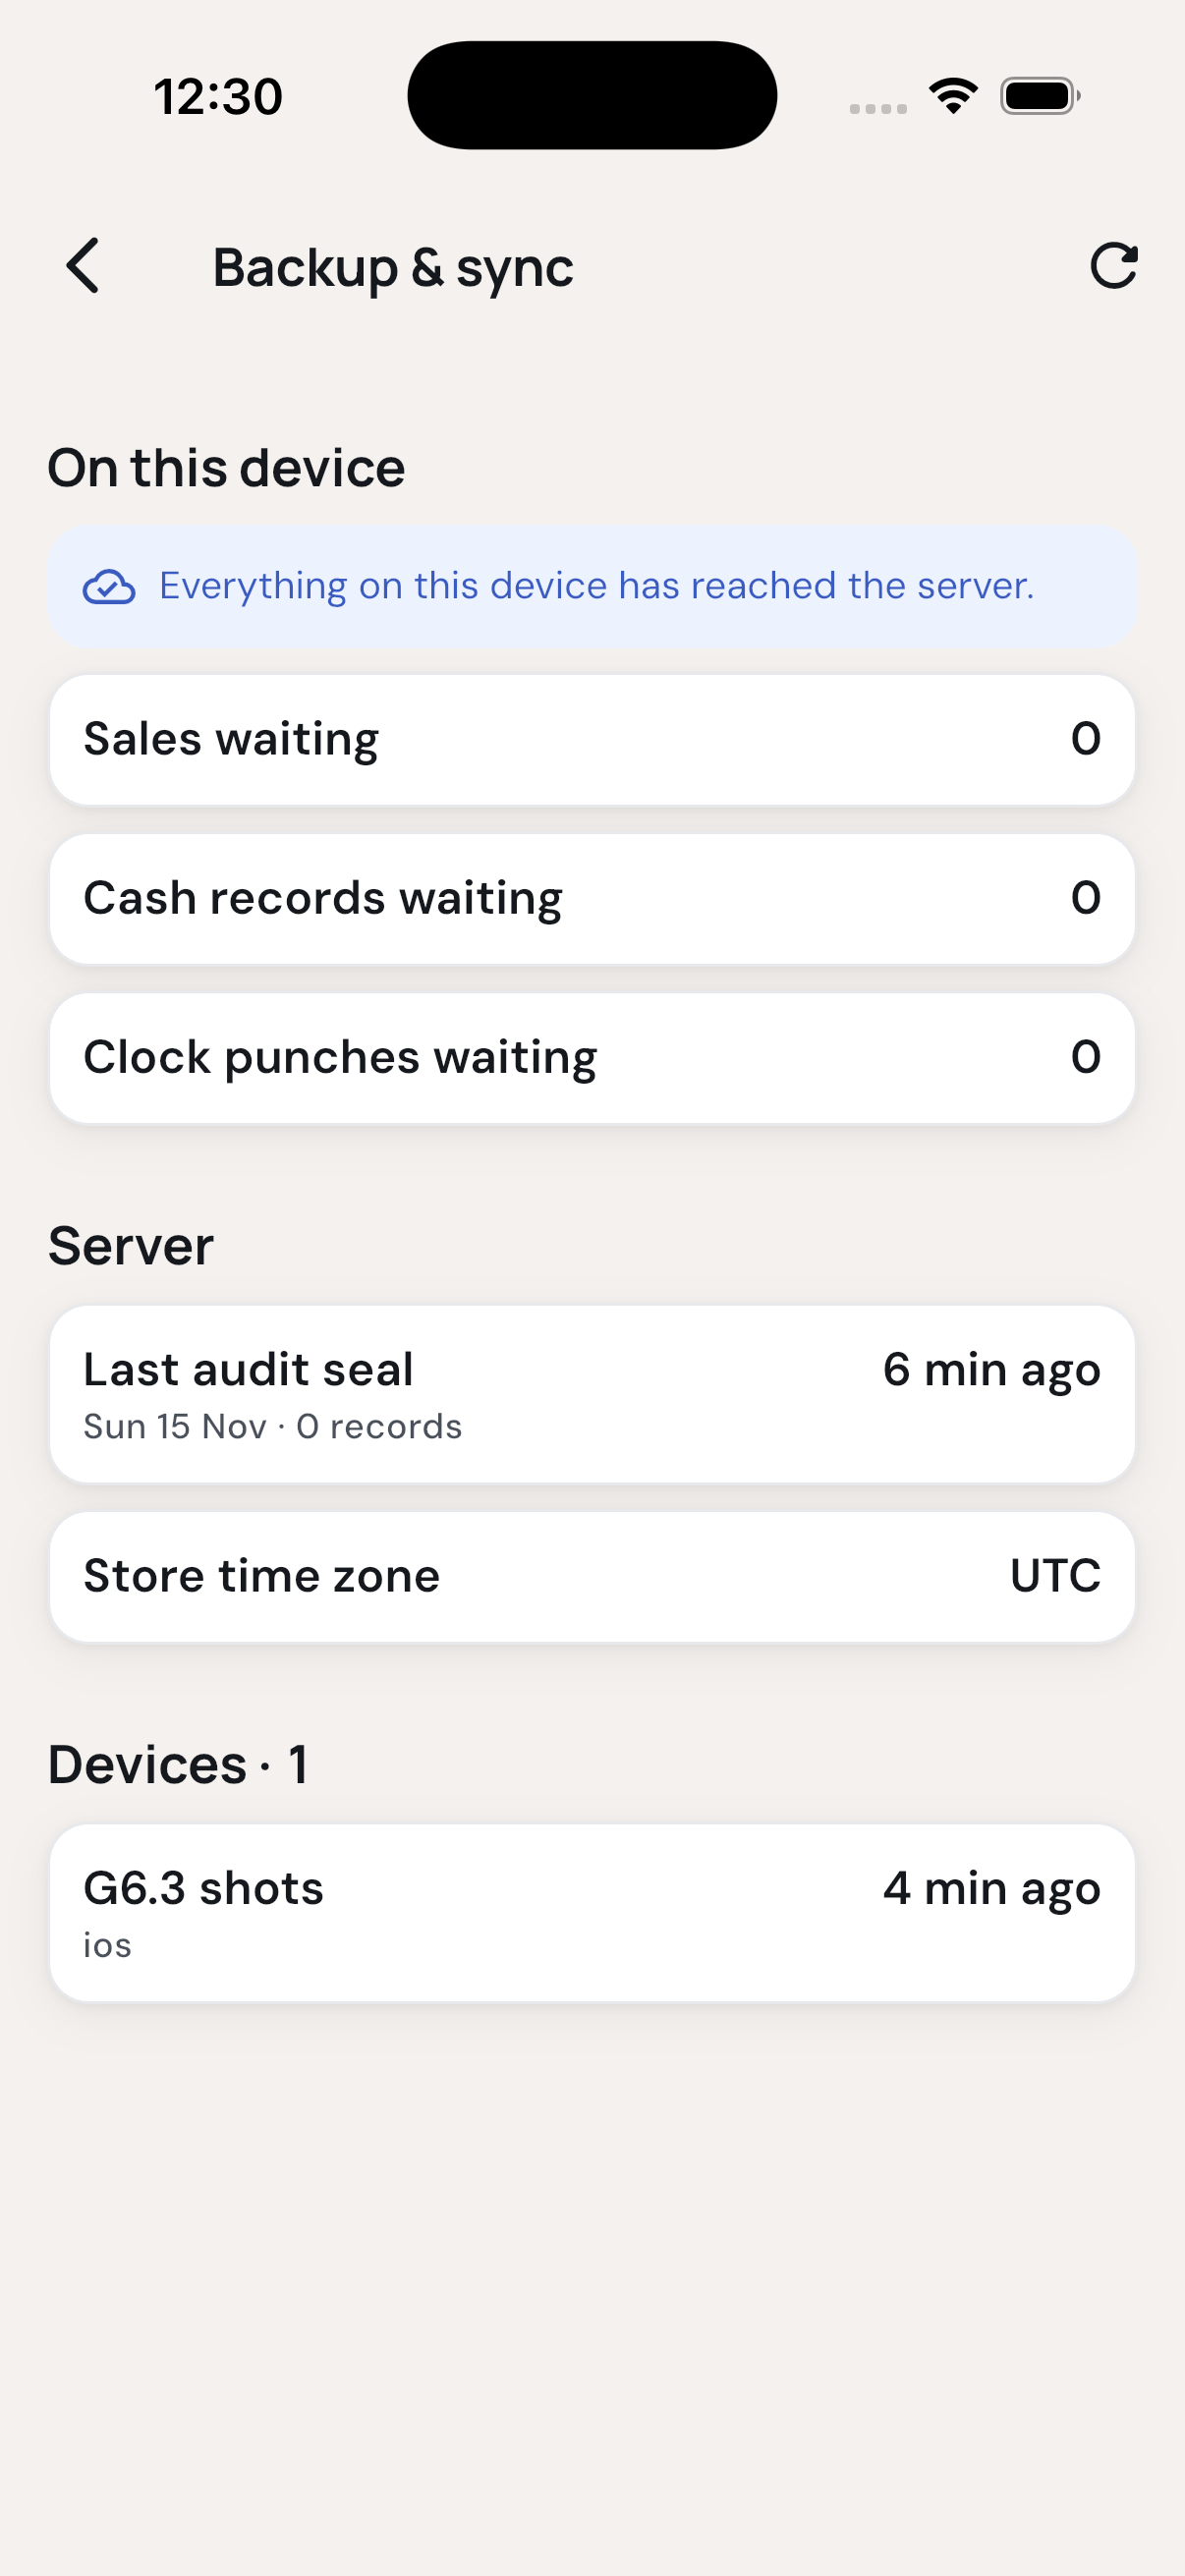 12:30
Backup & sync
On this device
Everything on this device has reached the server.
Sales waiting 0
Cash records waiting 0
Clock punches waiting 0
Server
Last audit seal 6 min ago
Sun 15 Nov · 0 records
Store time zone UTC
Devices · 1
G6.3 shots 4 min ago
ios